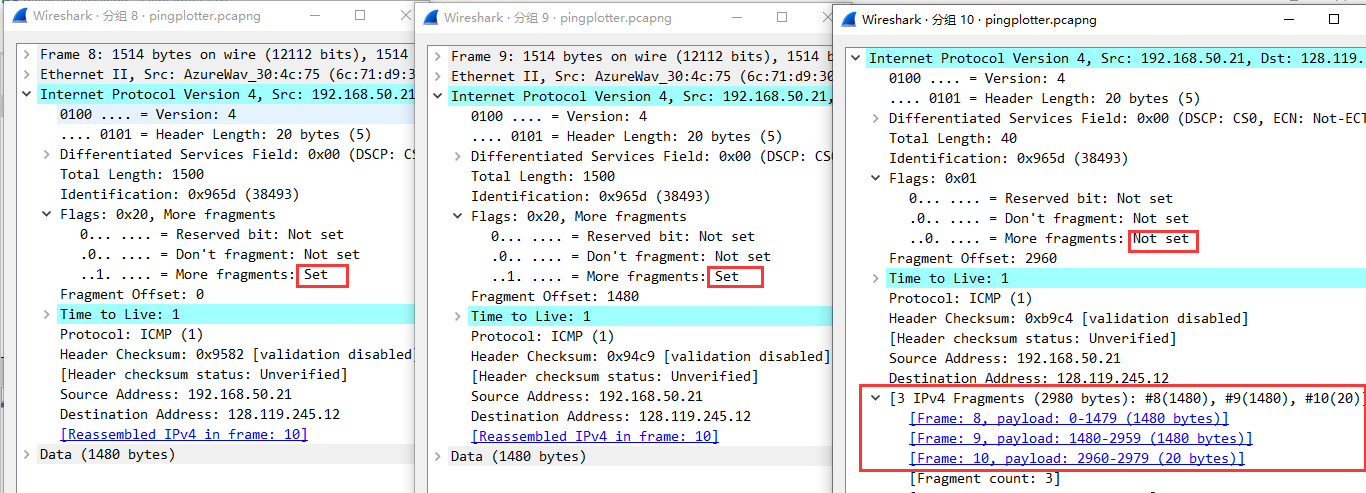 Wireshark · 分组 8 · pingplotter.pcapng
Frame 8: 1514 bytes on wire (12112 bits), 1514
Ethernet II, Src: AzureWav_30:4c:75 (6c:71:d9:
Internet Protocol Version 4, Src: 192.168.50.21
0100 .... = Version: 4
.... 0101 = Header Length: 20 bytes (5)
Differentiated Services Field: 0x00 (DSCP: CS
Total Length: 1500
Identification: 0x965d (38493)
Flags: 0x20, More fragments
0... .... = Reserved bit: Not set
.0.. .... = Don't fragment: Not set
..1. .... = More fragments: Set
Fragment Offset: 0
Time to Live: 1
Protocol: ICMP (1)
Header Checksum: 0x9582 [validation disabled]
[Header checksum status: Unverified]
Source Address: 192.168.50.21
Destination Address: 128.119.245.12
[Reassembled IPv4 in frame: 10]
Data (1480 bytes)
Wireshark · 分组 9 · pingplotter.pcapng
Frame 9: 1514 bytes on wire (12112 bits), 1514 b
Ethernet II, Src: AzureWav_30:4c:75 (6c:71:d9:30
Internet Protocol Version 4, Src: 192.168.50.21,
0100 .... = Version: 4
.... 0101 = Header Length: 20 bytes (5)
Differentiated Services Field: 0x00 (DSCP: CS0
Total Length: 1500
Identification: 0x965d (38493)
Flags: 0x20, More fragments
0... .... = Reserved bit: Not set
.0.. .... = Don't fragment: Not set
..1. .... = More fragments: Set
Fragment Offset: 1480
Time to Live: 1
Protocol: ICMP (1)
Header Checksum: 0x94c9 [validation disabled]
[Header checksum status: Unverified]
Source Address: 192.168.50.21
Destination Address: 128.119.245.12
[Reassembled IPv4 in frame: 10]
Data (1480 bytes)
Wireshark · 分组 10 · pingplotter.pcapng
Internet Protocol Version 4, Src: 192.168.50.21, Dst: 128.119.
0100 .... = Version: 4
.... 0101 = Header Length: 20 bytes (5)
Differentiated Services Field: 0x00 (DSCP: CS0, ECN: Not-ECT
Total Length: 40
Identification: 0x965d (38493)
Flags: 0x01
0... .... = Reserved bit: Not set
.0.. .... = Don't fragment: Not set
..0. .... = More fragments: Not set
Fragment Offset: 2960
Time to Live: 1
Protocol: ICMP (1)
Header Checksum: 0xb9c4 [validation disabled]
[Header checksum status: Unverified]
Source Address: 192.168.50.21
Destination Address: 128.119.245.12
[3 IPv4 Fragments (2980 bytes): #8(1480), #9(1480), #10(20)]
[Frame: 8, payload: 0-1479 (1480 bytes)]
[Frame: 9, payload: 1480-2959 (1480 bytes)]
[Frame: 10, payload: 2960-2979 (20 bytes)]
[Fragment count: 3]